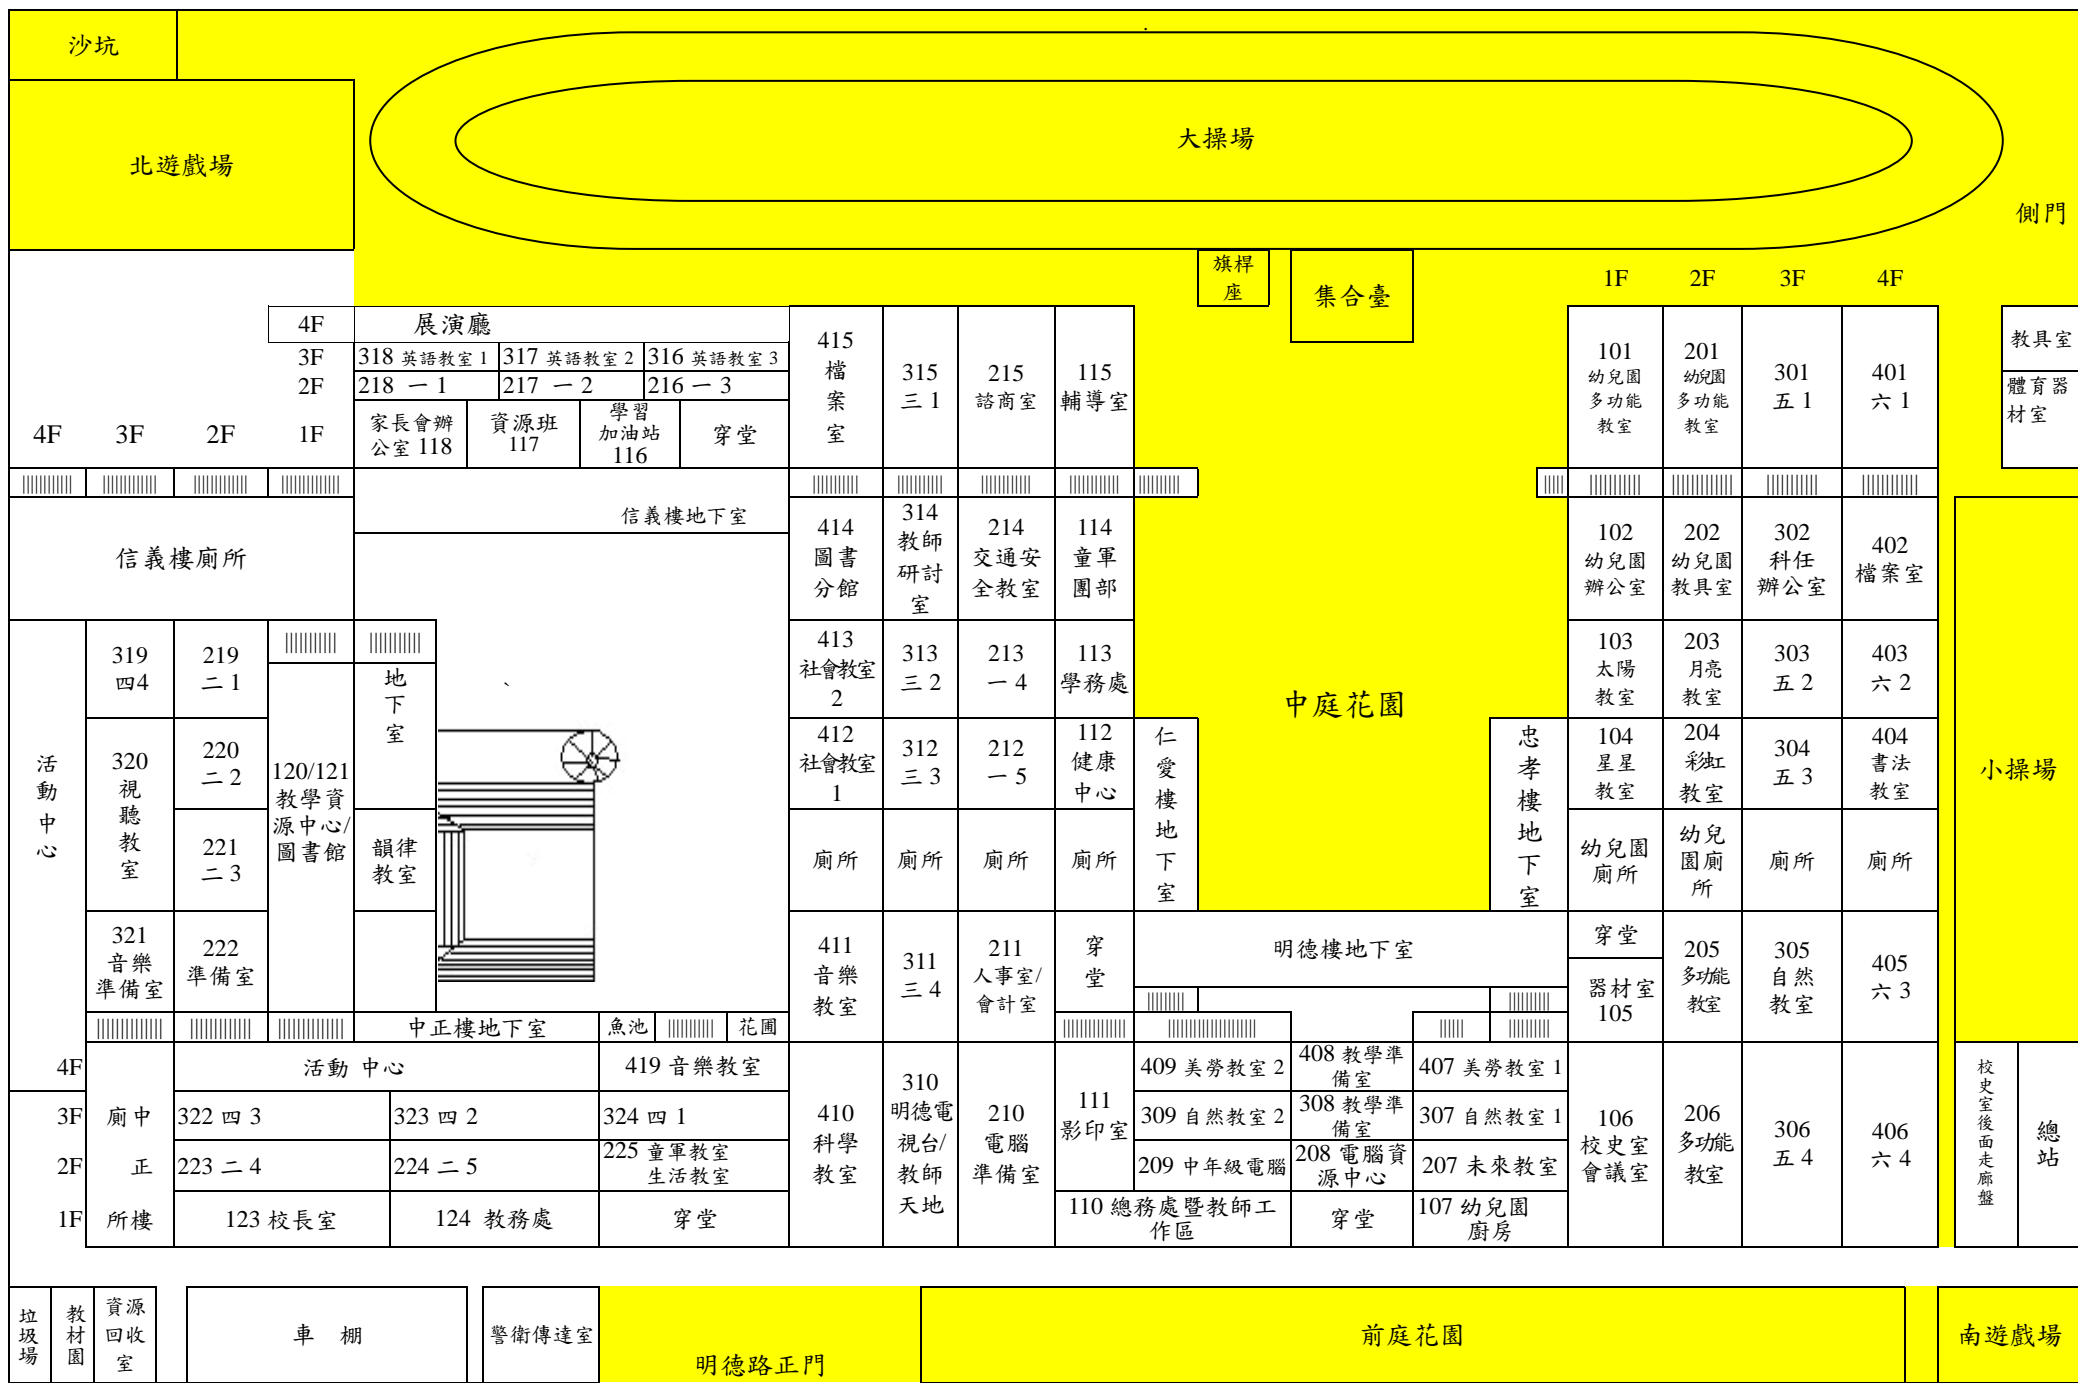 沙坑
大操場
北遊戲場
側門
旗桿
座
集合臺
1F
2F
3F
4F
4F
展演廳
3F
318 英語教室 1
317 英語教室 2
316 英語教室 3
2F
218 一 1
217 一 2
216 一 3
4F
3F
2F
1F
家長會辦
公室 118
資源班
117
學習
加油站
116
穿堂
415
檔
案
室
315
三 1
215
諮商室
115
輔導室
101
幼兒園
多功能
教室
201
幼兒園
多功能
教室
301
五 1
401
六 1
教具室
體育器
材室
信義樓廁所
信義樓地下室
414
圖書
分館
314
教師
研討
室
214
交通安
全教室
114
童軍
團部
102
幼兒園
辦公室
202
幼兒園
教具室
302
科任
辦公室
402
檔案室
活
動
中
心
319
四4
219
二 1
地
下
室
、
413
社會教室
2
313
三 2
213
一 4
113
學務處
中庭花園
103
太陽
教室
203
月亮
教室
303
五 2
403
六 2
320
視
聽
教
室
220
二 2
120/121
教學資
源中心/
圖書館
412
社會教室
1
312
三 3
212
一 5
112
健康
中心
仁
愛
樓
地
下
室
忠
孝
樓
地
下
室
104
星星
教室
204
彩虹
教室
304
五 3
404
書法
教室
小操場
221
二 3
韻律
教室
廁所
廁所
廁所
廁所
幼兒園
廁所
幼兒
園廁
所
廁所
廁所
321
音樂
準備室
222
準備室
411
音樂
教室
311
三 4
211
人事室/
會計室
穿
堂
明德樓地下室
穿堂
器材室
105
205
多功能
教室
305
自然
教室
405
六 3
中正樓地下室
魚池
花圃
4F
活動 中心
419 音樂教室
3F
廁中
322 四 3
323 四 2
324 四 1
2F
正
223 二 4
224 二 5
225 童軍教室
生活教室
1F
所樓
123 校長室
124 教務處
穿堂
410
科學
教室
310
明德電
視台/
教師
天地
210
電腦
準備室
111
影印室
409 美勞教室 2
408 教學準
備室
407 美勞教室 1
309 自然教室 2
308 教學準
備室
307 自然教室 1
209 中年級電腦
208 電腦資
源中心
207 未來教室
110 總務處暨教師工
作區
穿堂
107 幼兒園
廚房
106
校史室
會議室
206
多功能
教室
306
五 4
406
六 4
校
史
室
後
面
走
廊
盤
總
站
垃
圾
場
教
材
園
資源
回收
室
車 棚
警衛傳達室
明德路正門
前庭花園
南遊戲場